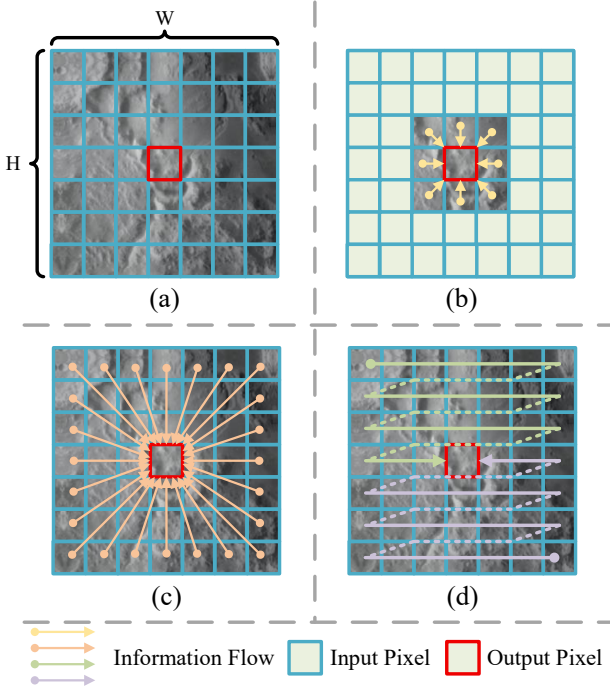 W
H
(a)
(b)
(c)
(d)
Information Flow
Input Pixel
Output Pixel